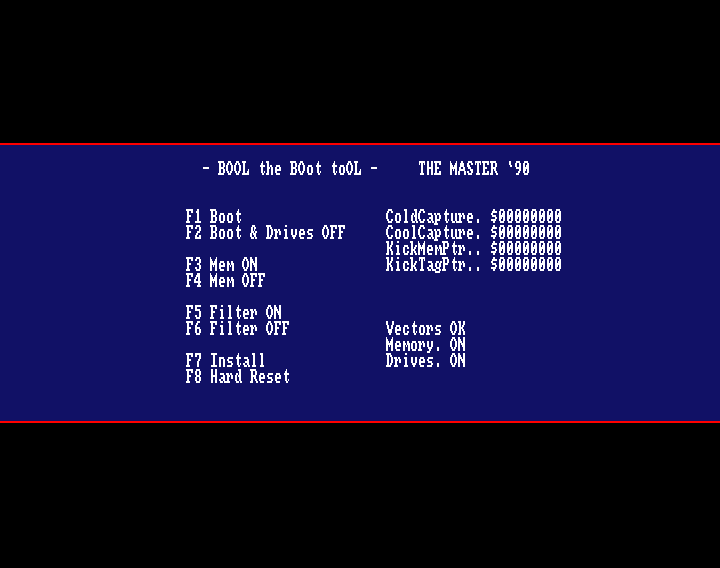 - BOOL the BOot toOL -     THE MASTER `90
F1 Boot
F2 Boot & Drives OFF
F3 Mem ON
F4 Mem OFF
F5 Filter ON
F6 Filter OFF
F7 Install
F8 Hard Reset
ColdCapture. $00000000
CoolCapture. $00000000
KickMemPtr.. $00000000
KickTagPtr.. $00000000
Vectors OK
Memory. ON
Drives. ON